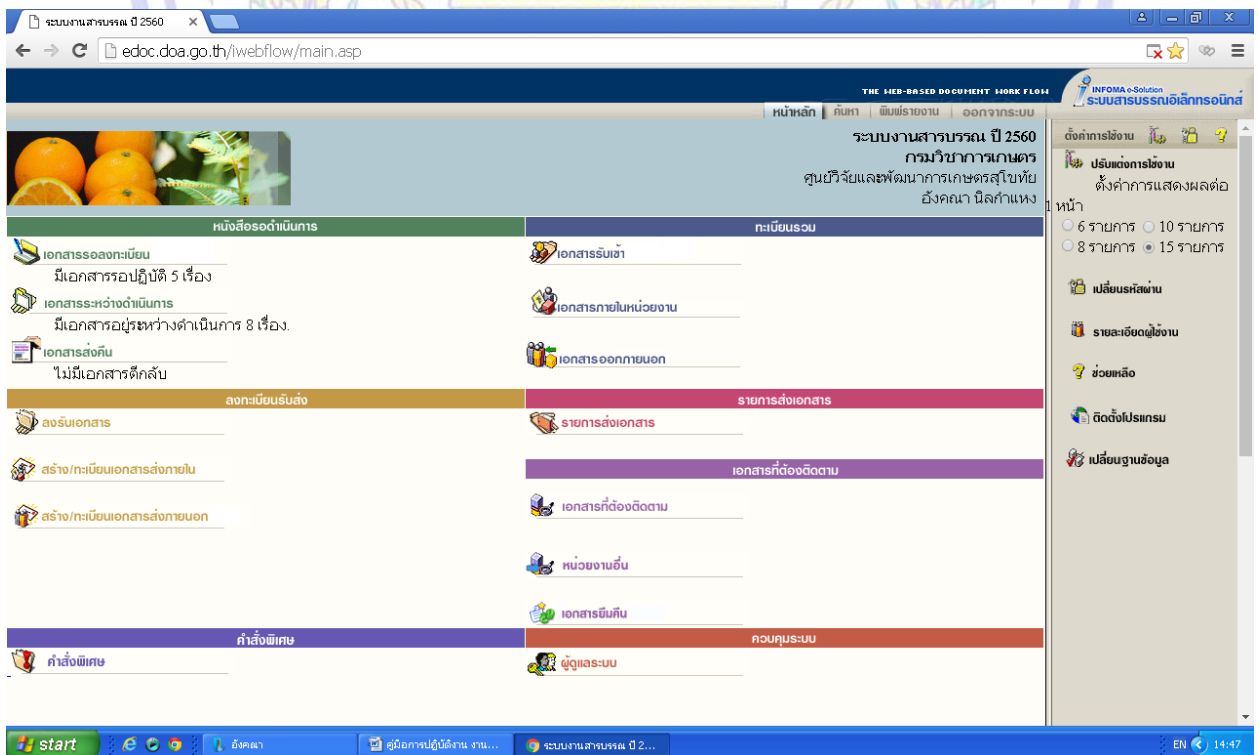 ระบบงานสารบรรณ ปี 2560
edoc.doa.go.th/iwebflow/main.asp
THE WEB-BASED DOCUMENT WORK FLOW
INFOMA e-Solution
ระบบสารบรรณอิเล็กทรอนิกส์
หน้าหลัก ค้นหา พิมพ์รายงาน ออกจากระบบ
ระบบงานสารบรรณ ปี 2560
กรมวิชาการเกษตร
ศูนย์วิจัยและพัฒนาการเกษตรสุโขทัย
อังคณา นิลกำแหง
หนังสือรอดำเนินการ
เอกสารรอลงทะเบียน
มีเอกสารรอปฏิบัติ 5 เรื่อง
เอกสารระหว่างดำเนินการ
มีเอกสารอยู่ระหว่างดำเนินการ 8 เรื่อง.
เอกสารส่งคืน
ไม่มีเอกสารตีกลับ
ทะเบียนรวม
เอกสารรับเข้า
เอกสารภายในหน่วยงาน
เอกสารออกภายนอก
ลงทะเบียนรับส่ง
ลงรับเอกสาร
สร้าง/ทะเบียนเอกสารส่งภายใน
สร้าง/ทะเบียนเอกสารส่งภายนอก
รายการส่งเอกสาร
รายการส่งเอกสาร
เอกสารที่ต้องติดตาม
เอกสารที่ต้องติดตาม
หน่วยงานอื่น
เอกสารยืมคืน
คำสั่งพิเศษ
คำสั่งพิเศษ
ควบคุมระบบ
ผู้ดูแลระบบ
ตั้งค่าการใช้งาน
ปรับแต่งการใช้งาน
ตั้งค่าการแสดงผลต่อ
1 หน้า
6 รายการ 10 รายการ
8 รายการ 15 รายการ
เปลี่ยนรหัสผ่าน
รายละเอียดผู้ใช้งาน
ช่วยเหลือ
ติดตั้งโปรแกรม
เปลี่ยนฐานข้อมูล
start
อังคณา
คู่มือการปฏิบัติงาน งาน...
ระบบงานสารบรรณ ปี 2...
EN 14:47